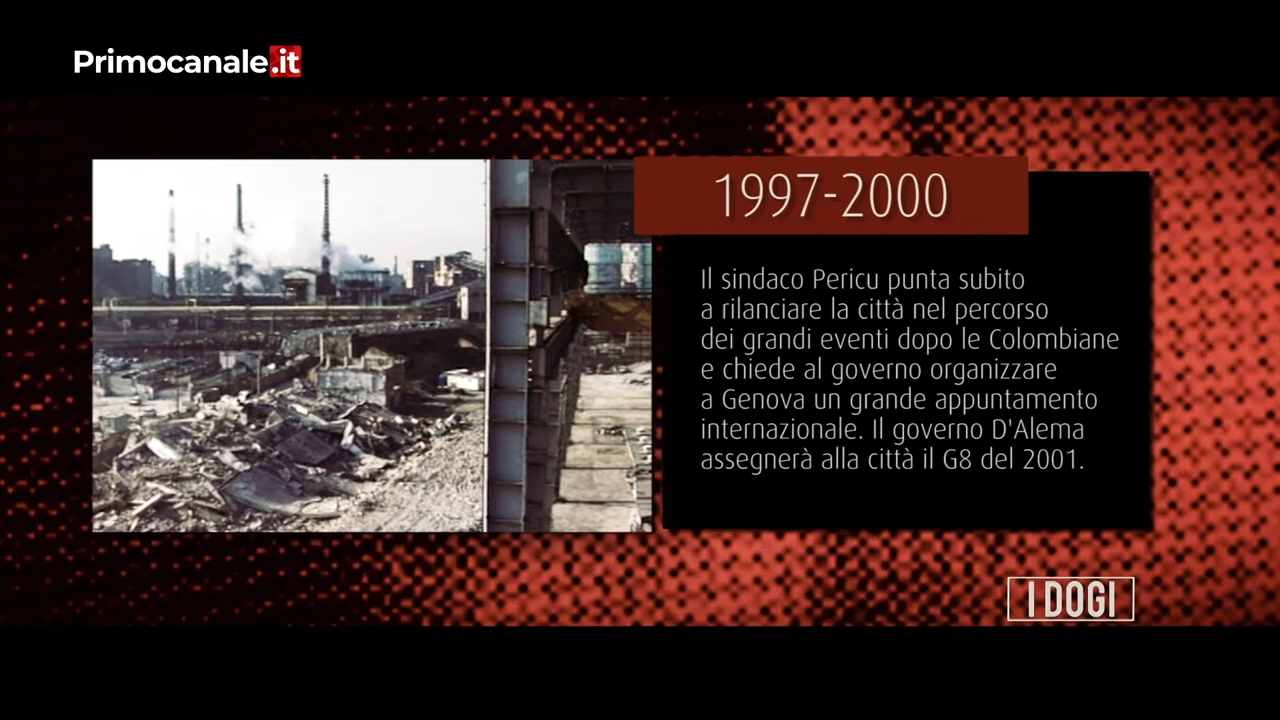 Primocanale.it
1997-2000
Il sindaco Pericu punta subito
a rilanciare la città nel percorso
dei grandi eventi dopo le Colombiane
e chiede al governo organizzare
a Genova un grande appuntamento
internazionale. Il governo D'Alema
assegnerà alla città il G8 del 2001.
I DOGI